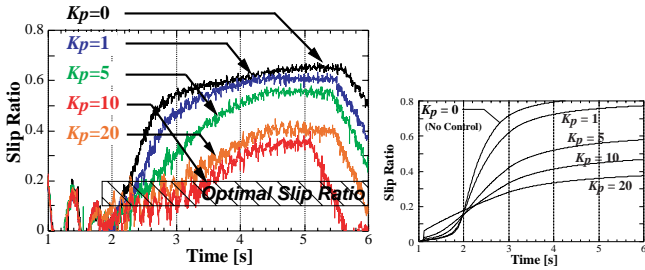 Kp=0
Kp=1
Kp=5
Kp=10
Kp=20
0.8
0.6
0.4
0.2
0
Slip Ratio
Optimal Slip Ratio
1 2 3 4 5 6
Time [s]
0.8
0.6
0.4
0.2
0
Slip Ratio
Kp = 0
(No Control)
Kp = 1
Kp = 5
Kp = 10
Kp = 20
1 2 3 4 5 6
Time [s]